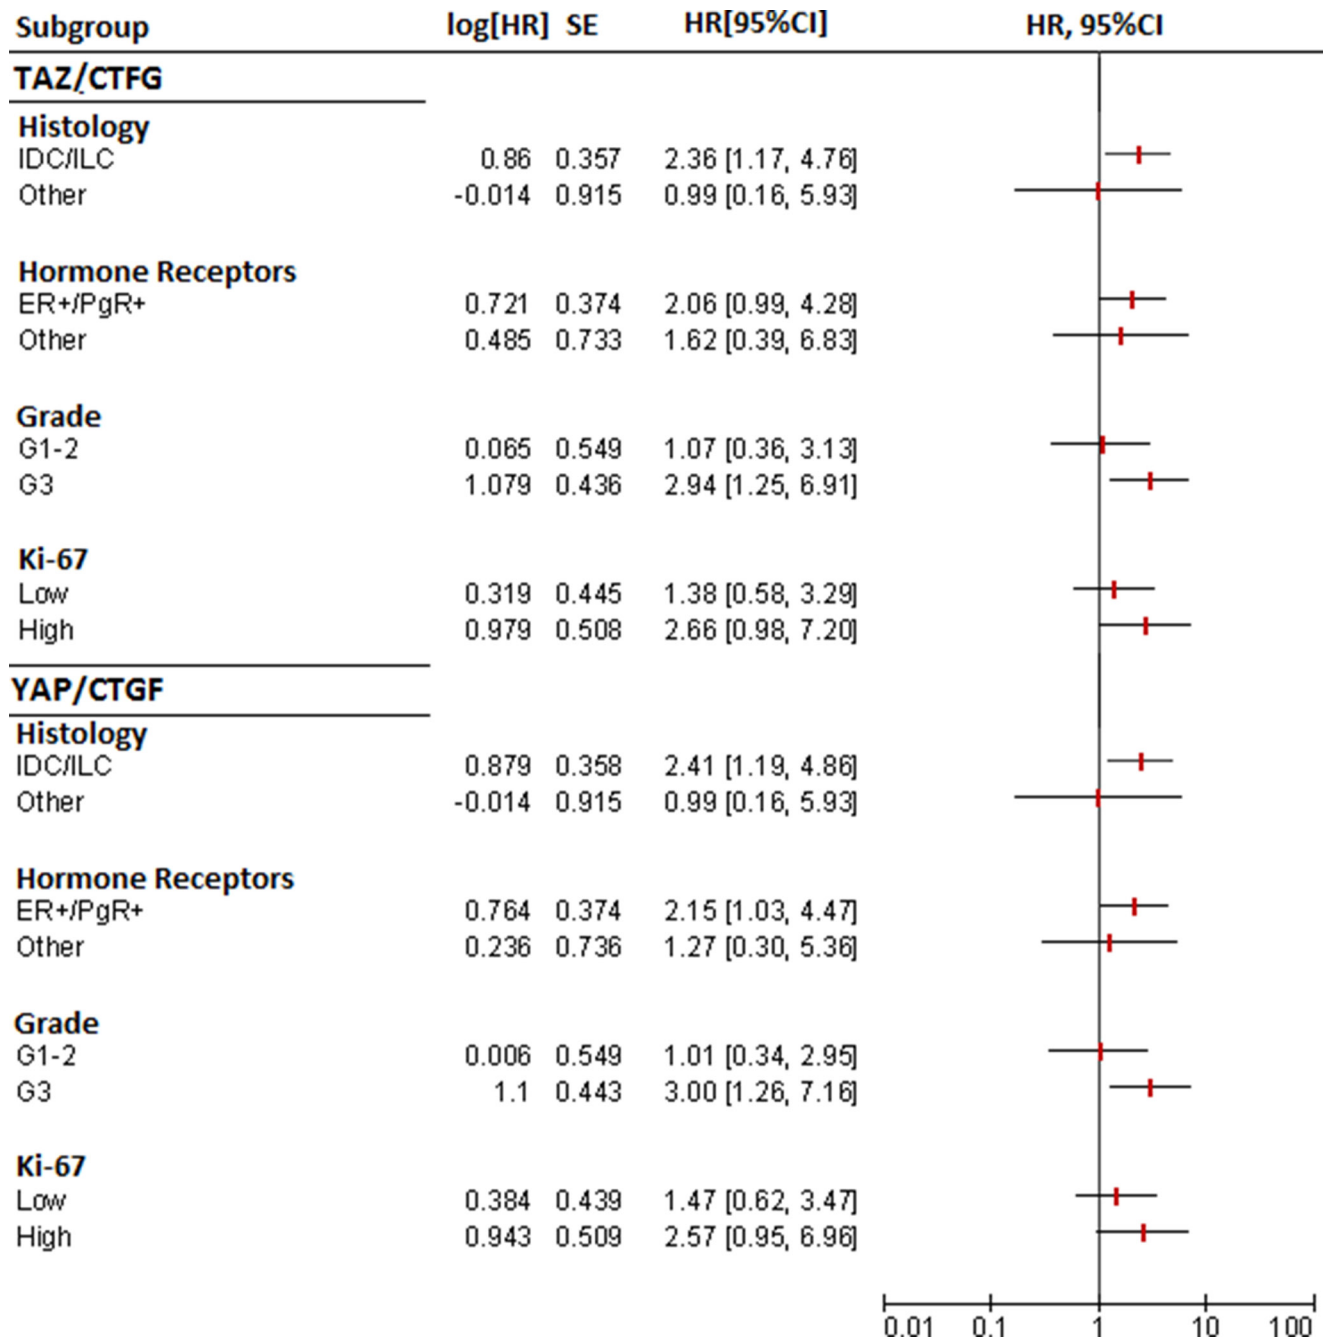 Subgroup log[HR] SE HR[95%CI] HR, 95%CI
TAZ/CTFG
Histology
IDC/ILC 0.86 0.357 2.36 [1.17, 4.76]
Other -0.014 0.915 0.99 [0.16, 5.93]
Hormone Receptors
ER+/PgR+ 0.721 0.374 2.06 [0.99, 4.28]
Other 0.485 0.733 1.62 [0.39, 6.83]
Grade
G1-2 0.065 0.549 1.07 [0.36, 3.13]
G3 1.079 0.436 2.94 [1.25, 6.91]
Ki-67
Low 0.319 0.445 1.38 [0.58, 3.29]
High 0.979 0.508 2.66 [0.98, 7.20]
YAP/CTGF
Histology
IDC/ILC 0.879 0.358 2.41 [1.19, 4.86]
Other -0.014 0.915 0.99 [0.16, 5.93]
Hormone Receptors
ER+/PgR+ 0.764 0.374 2.15 [1.03, 4.47]
Other 0.236 0.736 1.27 [0.30, 5.36]
Grade
G1-2 0.006 0.549 1.01 [0.34, 2.95]
G3 1.1 0.443 3.00 [1.26, 7.16]
Ki-67
Low 0.384 0.439 1.47 [0.62, 3.47]
High 0.943 0.509 2.57 [0.95, 6.96]
0.01 0.1 1 10 100